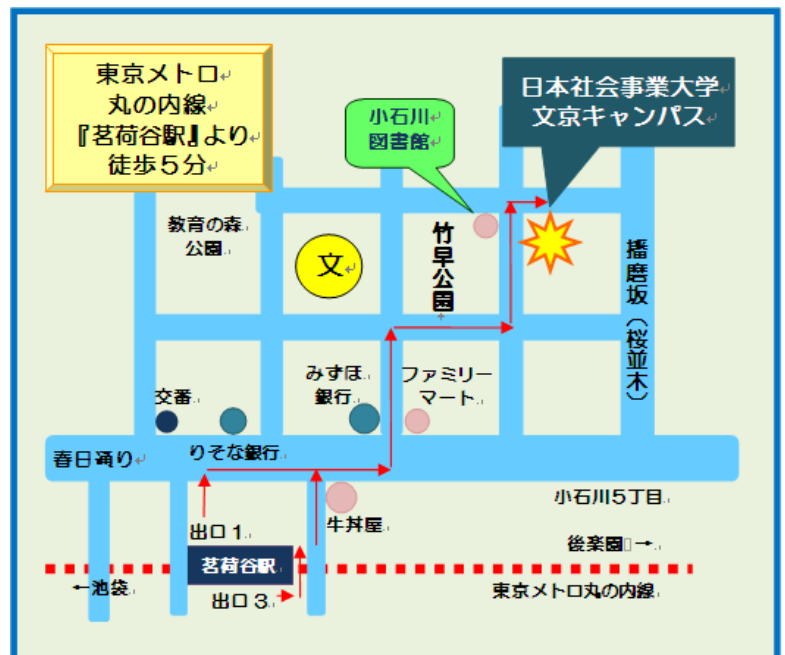 東京メトロ
丸の内線
『茗荷谷駅』より
徒歩５分
日本社会事業大学
文京キャンパス
小石川
図書館
教育の森
公園
文
竹早公園
播磨坂（桜並木）
みずほ
銀行
ファミリー
マート
交番
りそな銀行
春日通り
小石川５丁目
牛丼屋
出口１
後楽園 →
茗荷谷駅
←池袋
出口３
東京メトロ丸の内線